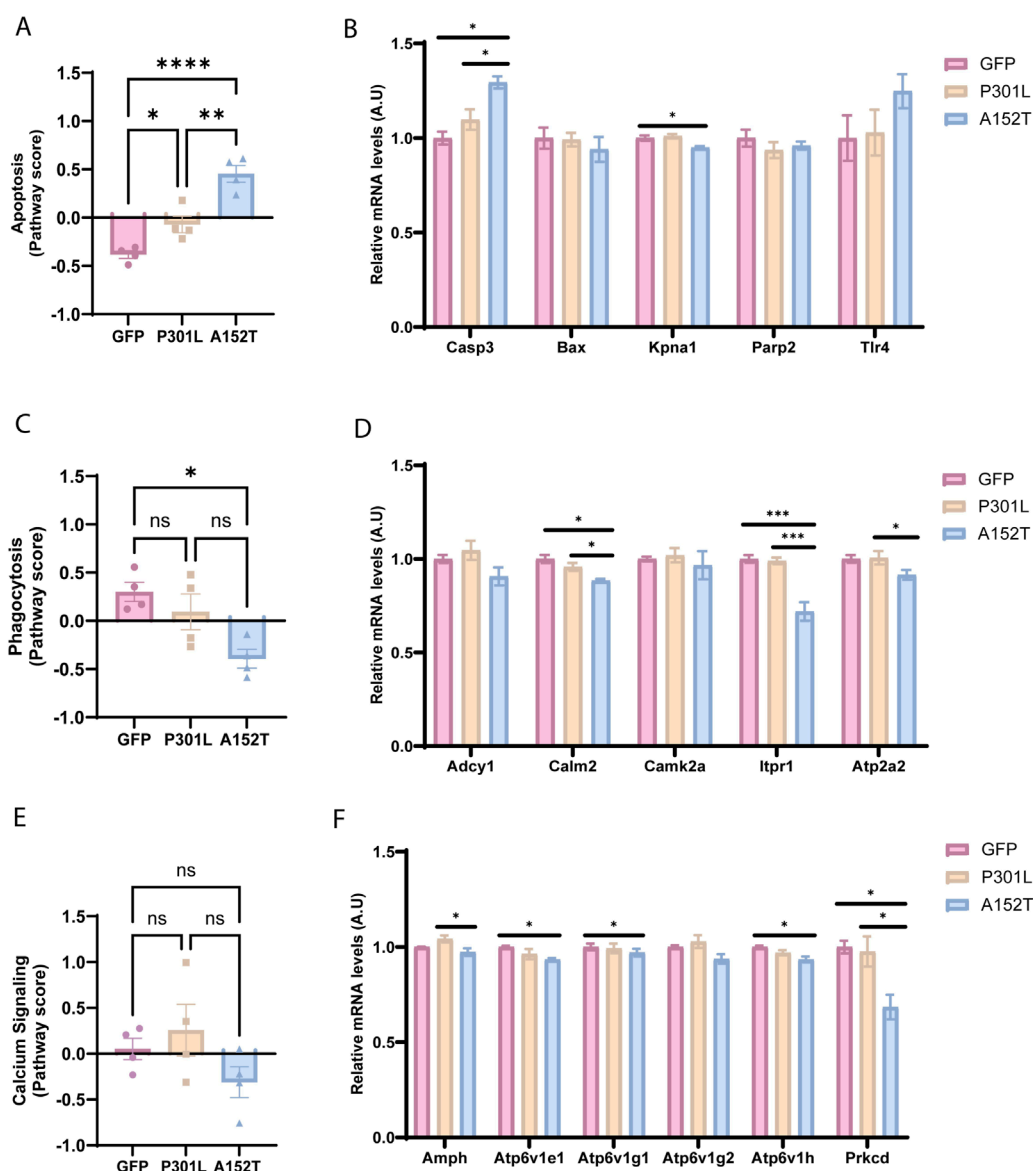 A
Apoptosis
(Pathway score)
1.5
1.0
0.5
0.0
-0.5
-1.0
****
* **
GFP P301L A152T
B
Relative mRNA levels (A.U)
1.5
1.0
0.5
0.0
*
*
*
Casp3 Bax Kpna1 Parp2 Tlr4
GFP
P301L
A152T
C
Phagocytosis
(Pathway score)
1.5
1.0
0.5
0.0
-0.5
-1.0
*
ns ns
GFP P301L A152T
D
Relative mRNA levels (A.U)
1.5
1.0
0.5
0.0
* *** *
* ***
Adcy1 Calm2 Camk2a Itpr1 Atp2a2
GFP
P301L
A152T
E
Calcium Signaling
(Pathway score)
1.5
1.0
0.5
0.0
-0.5
-1.0
ns
ns ns
GFP P301L A152T
F
Relative mRNA levels (A.U)
1.5
1.0
0.5
0.0
*
* * * * *
Amph Atp6v1e1 Atp6v1g1 Atp6v1g2 Atp6v1h Prkcd
GFP
P301L
A152T